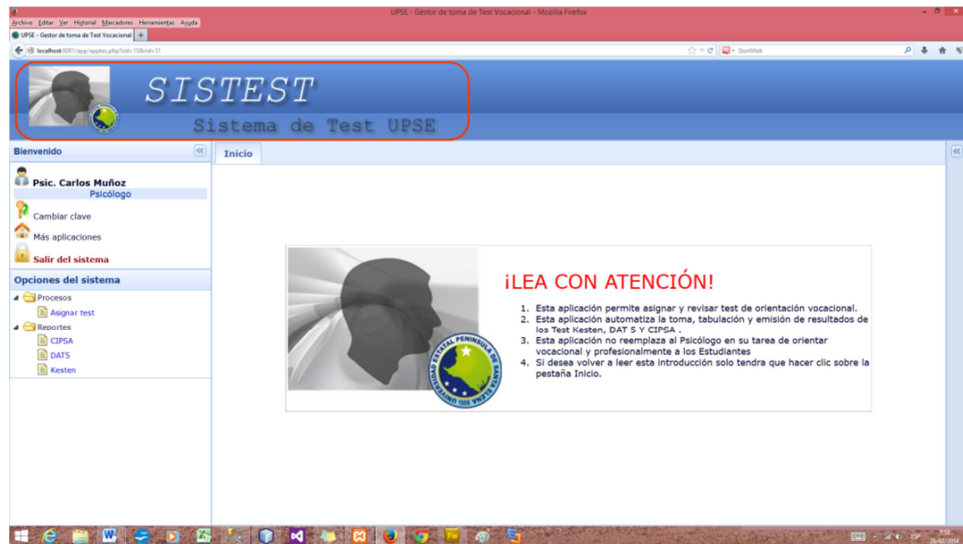 UPSE - Gestor de toma de Test Vocacional - Mozilla Firefox
Archivo Editar Ver Historial Marcadores Herramientas Ayuda
UPSE - Gestor de toma de Test Vocacional
SISTEST
Sistema de Test UPSE
Bienvenido
Inicio
Psic. Carlos Muñoz
Psicólogo
Cambiar clave
Más aplicaciones
Salir del sistema
Opciones del sistema
Procesos
Asignar test
Reportes
CIPSA
DAT5
Kesten
¡LEA CON ATENCIÓN!
1. Esta aplicación permite asignar y revisar test de orientación vocacional.
2. Esta aplicación automatiza la toma, tabulación y emisión de resultados de
los Test Kesten, DAT 5 Y CIPSA .
3. Esta aplicación no reemplaza al Psicólogo en su tarea de orientar
vocacional y profesionalmente a los Estudiantes
4. Si desea volver a leer esta introducción solo tendra que hacer clic sobre la
pestaña Inicio.
UNIVERSIDAD ESTATAL PENINSULA DE SANTA ELENA
ESP
26/02/2014